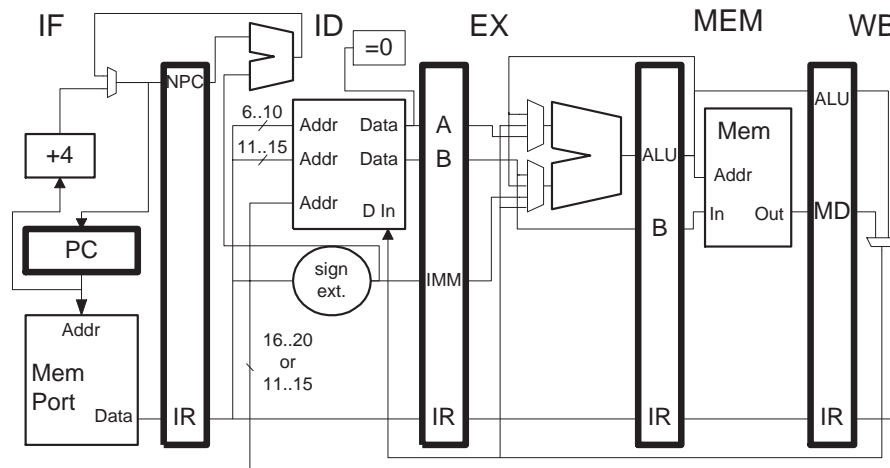 IF
ID
EX
MEM
WB
=0
NPC
+4
PC
Addr
Mem
Port
Data
IR
6..10
11..15
Addr
Data
Addr
Data
Addr
D In
sign
ext.
16..20
or
11..15
A
B
IMM
IR
ALU
B
IR
Mem
Addr
In
Out
ALU
MD
IR